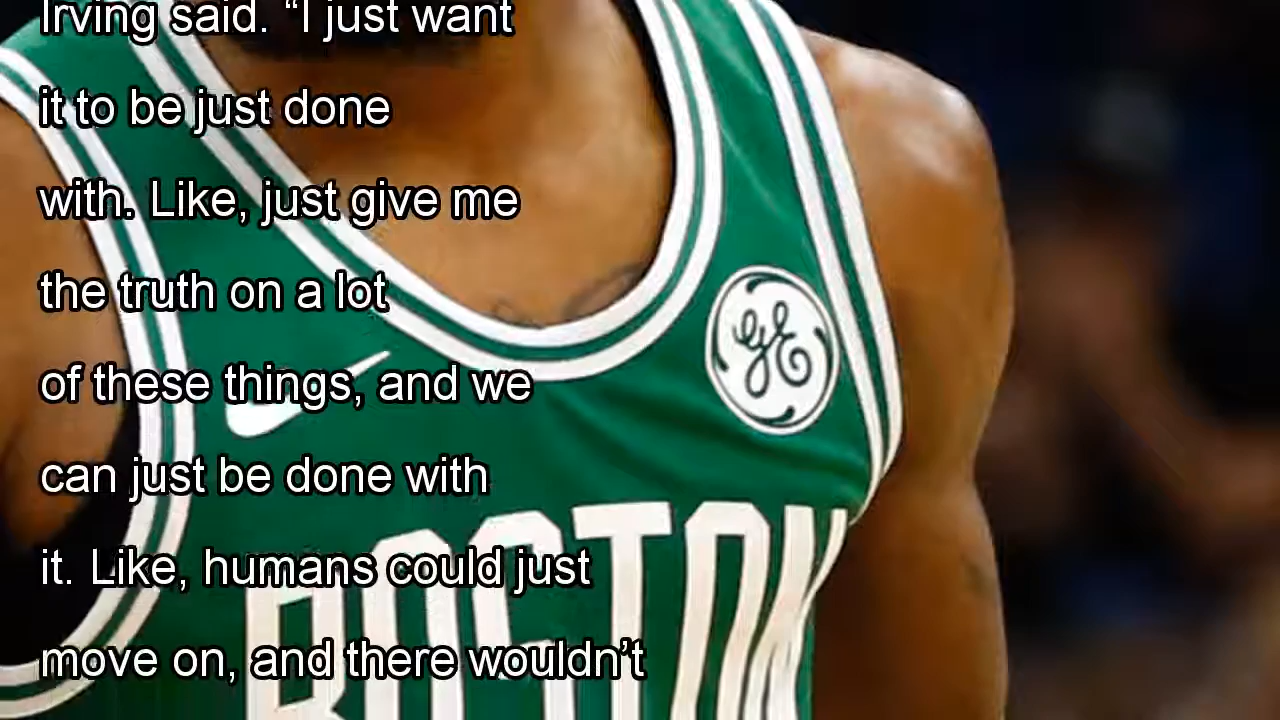 Irving said. “I just want
it to be just done
with. Like, just give me
the truth on a lot
of these things, and we
can just be done with
it. Like, humans could just
move on, and there wouldn’t
GE
BOSTON